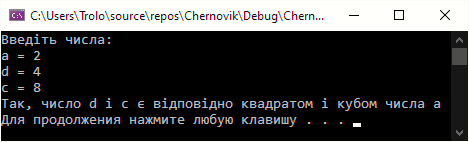 C:\Users\Trolo\source\repos\Chernovik\Debug\Chern...
Введіть числа:
a = 2
d = 4
c = 8
Так, число d і c є відповідно квадратом і кубом числа a
Для продолжения нажмите любую клавишу . . .